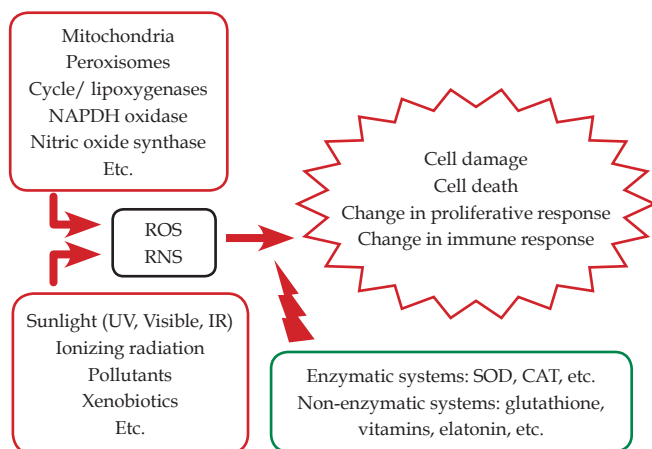 Mitochondria
Peroxisomes
Cycle/ lipoxygenases
NAPDH oxidase
Nitric oxide synthase
Etc.
ROS
RNS
Sunlight (UV, Visible, IR)
Ionizing radiation
Pollutants
Xenobiotics
Etc.
Cell damage
Cell death
Change in proliferative response
Change in immune response
Enzymatic systems: SOD, CAT, etc.
Non-enzymatic systems: glutathione,
vitamins, elatonin, etc.